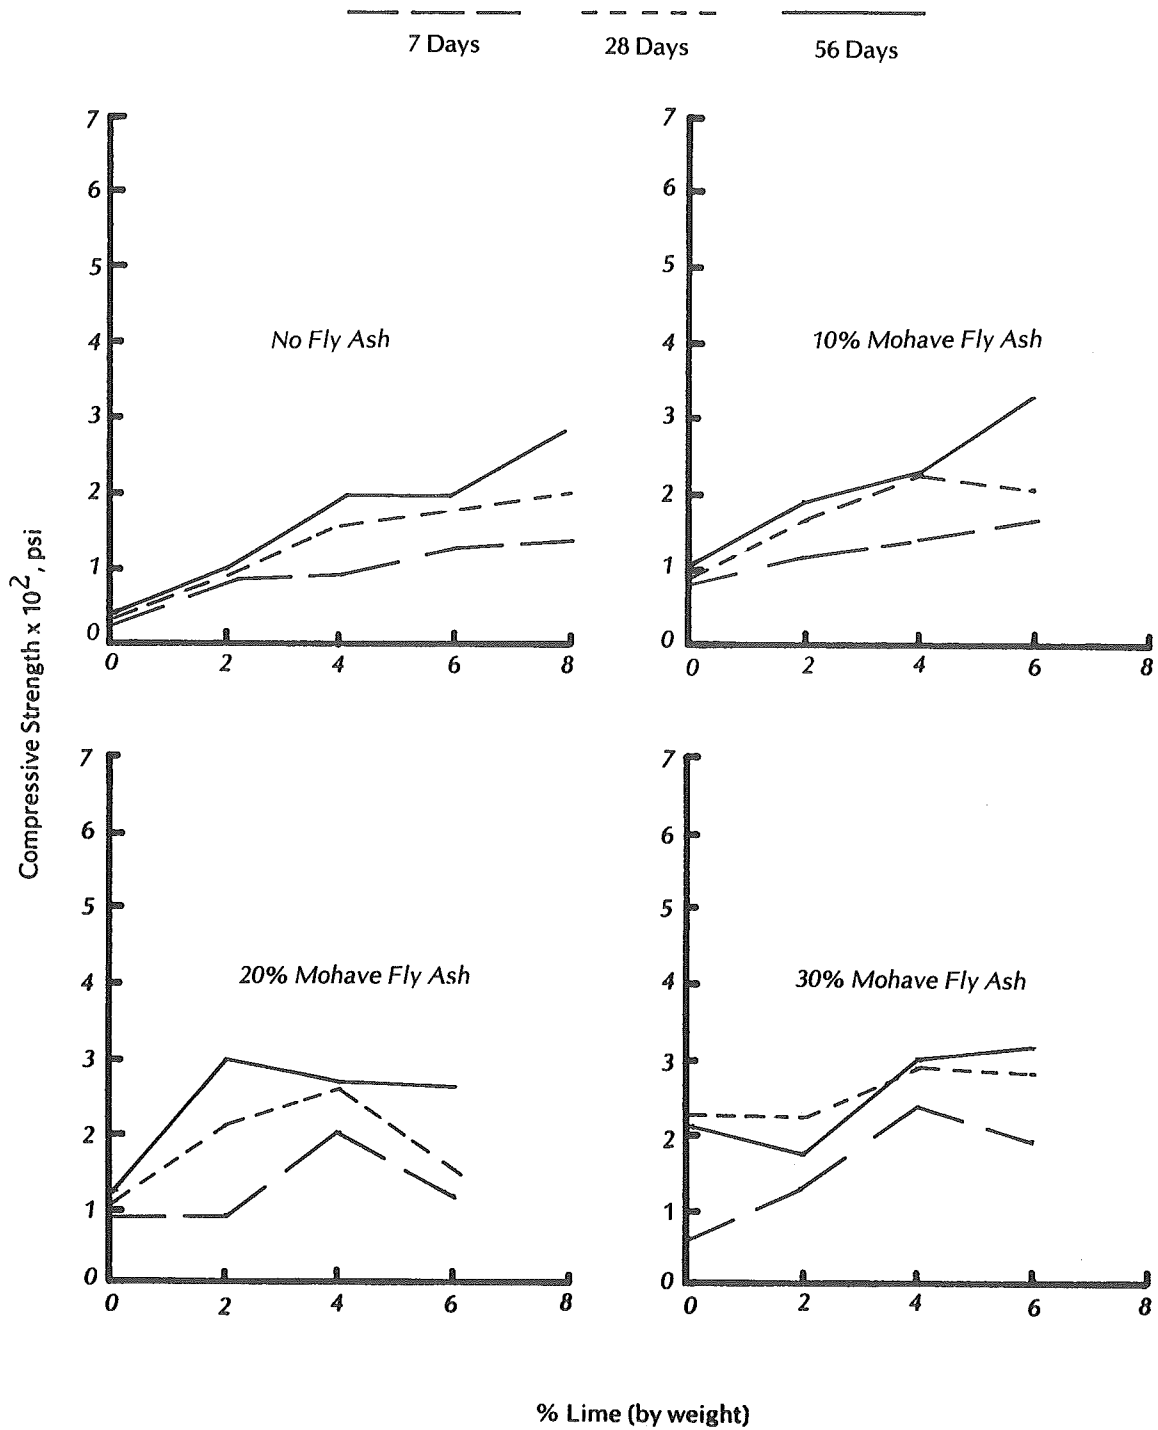 7 Days
28 Days
56 Days
Compressive Strength x 10², psi
7
6
5
4
3
2
1
0
No Fly Ash
0 2 4 6 8
7
6
5
4
3
2
1
0
10% Mohave Fly Ash
0 2 4 6 8
7
6
5
4
3
2
1
0
20% Mohave Fly Ash
0 2 4 6 8
7
6
5
4
3
2
1
0
30% Mohave Fly Ash
0 2 4 6 8
% Lime (by weight)